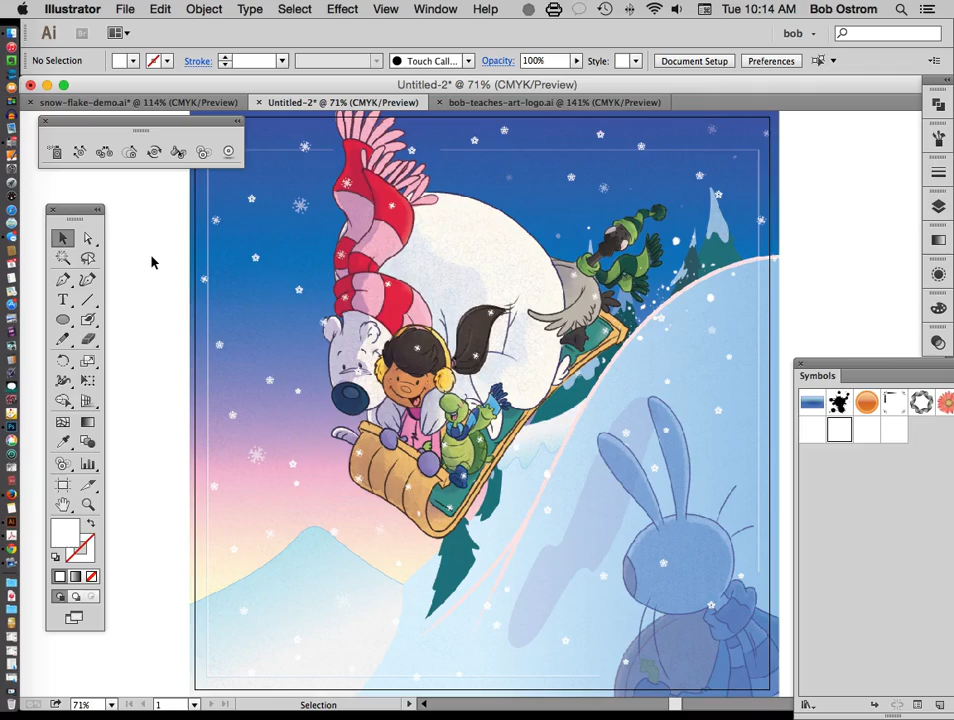 Illustrator File Edit Object Type Select Effect View Window Help Tue 10:14 AM Bob Ostrom
Ai Br bob
No Selection Stroke: Touch Call... Opacity: 100% Style: Document Setup Preferences
Untitled-2* @ 71% (CMYK/Preview)
× snow-flake-demo.ai* @ 114% (CMYK/Preview) × Untitled-2* @ 71% (CMYK/Preview) × bob-teaches-art-logo.ai @ 141% (CMYK/Preview)
T
Symbols
71% 1 Selection